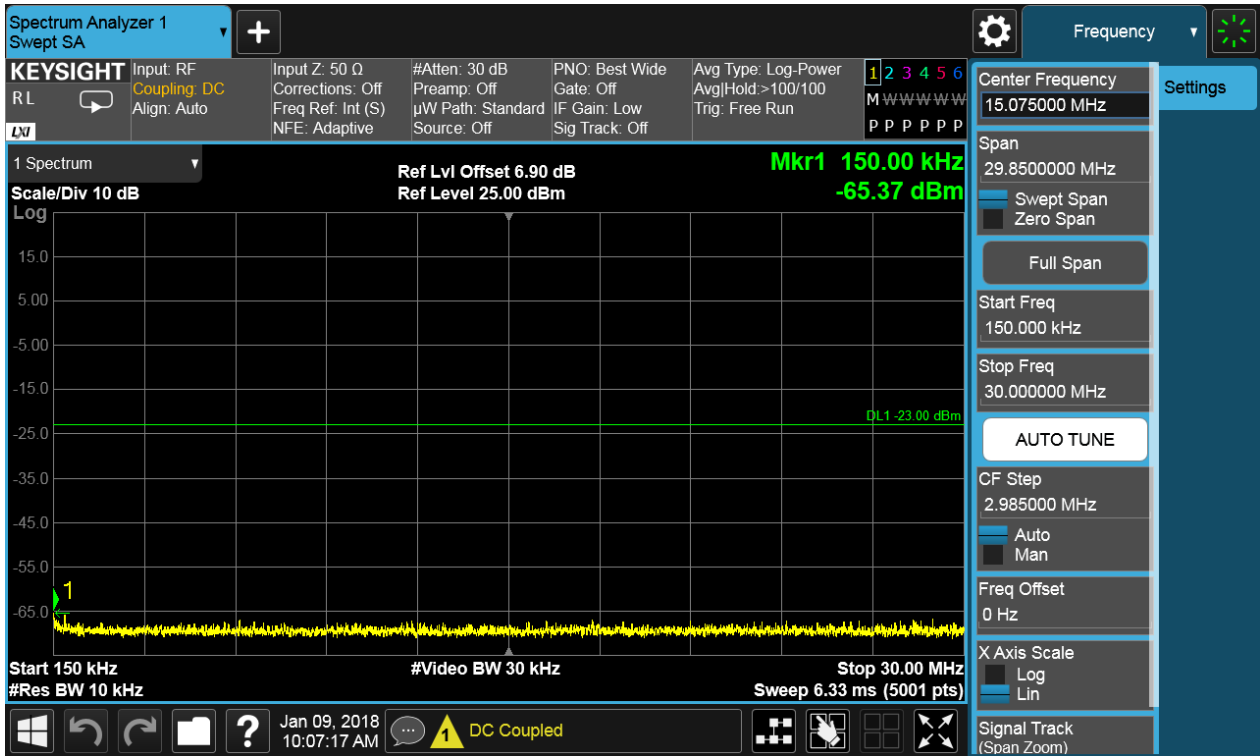 Spectrum Analyzer 1
Swept SA
+
Frequency
KEYSIGHT
RL
LXI
Input: RF
Coupling: DC
Align: Auto
Input Z: 50 Ω
Corrections: Off
Freq Ref: Int (S)
NFE: Adaptive
#Atten: 30 dB
Preamp: Off
µW Path: Standard
Source: Off
PNO: Best Wide
Gate: Off
IF Gain: Low
Sig Track: Off
Avg Type: Log-Power
Avg|Hold:>100/100
Trig: Free Run
1 2 3 4 5 6
M W W W W W
P P P P P P
1 Spectrum
Scale/Div 10 dB
Log
Ref Lvl Offset 6.90 dB
Ref Level 25.00 dBm
Mkr1 150.00 kHz
-65.37 dBm
15.0
5.00
-5.00
-15.0
DL1 -23.00 dBm
-25.0
-35.0
-45.0
-55.0
1
-65.0
Start 150 kHz
#Res BW 10 kHz
#Video BW 30 kHz
Stop 30.00 MHz
Sweep 6.33 ms (5001 pts)
Center Frequency
15.075000 MHz
Span
29.8500000 MHz
Swept Span
Zero Span
Full Span
Start Freq
150.000 kHz
Stop Freq
30.000000 MHz
AUTO TUNE
CF Step
2.985000 MHz
Auto
Man
Freq Offset
0 Hz
X Axis Scale
Log
Lin
Signal Track
(Span Zoom)
Settings
?
Jan 09, 2018
10:07:17 AM
1
DC Coupled